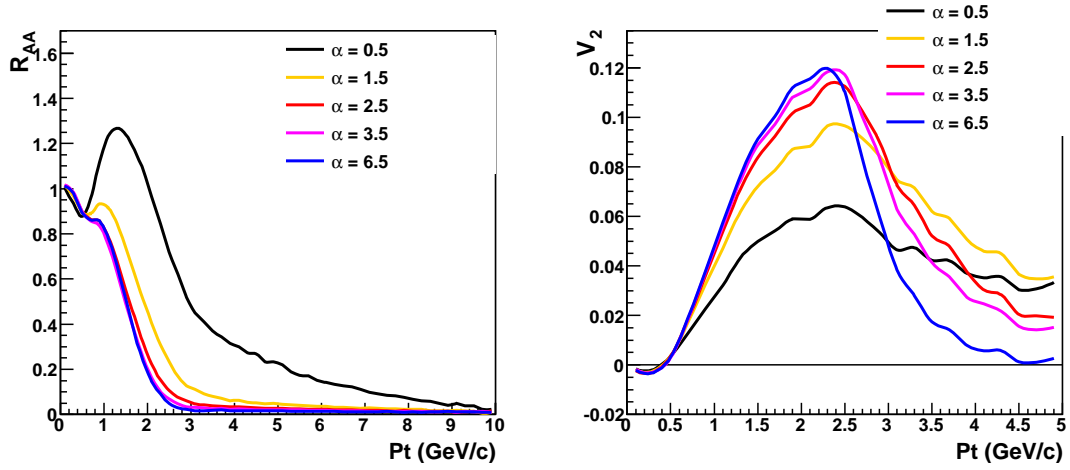 R_AA
1.6
1.4
1.2
1
0.8
0.6
0.4
0.2
0
α = 0.5
α = 1.5
α = 2.5
α = 3.5
α = 6.5
0 1 2 3 4 5 6 7 8 9 10
Pt (GeV/c)
V_2
0.12
0.1
0.08
0.06
0.04
0.02
0
-0.02
α = 0.5
α = 1.5
α = 2.5
α = 3.5
α = 6.5
0 0.5 1 1.5 2 2.5 3 3.5 4 4.5 5
Pt (GeV/c)